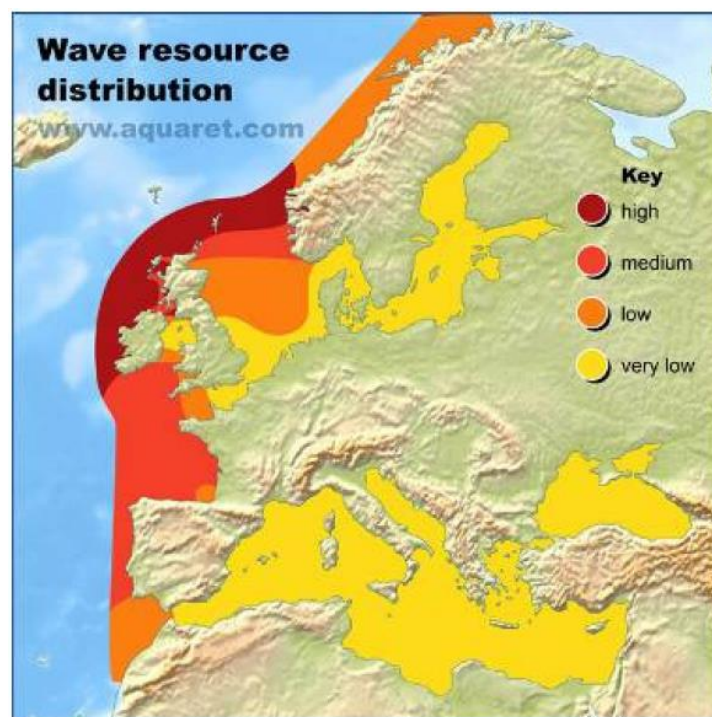 Wave resource
distribution
www.aquaret.com
Key
high
medium
low
very low